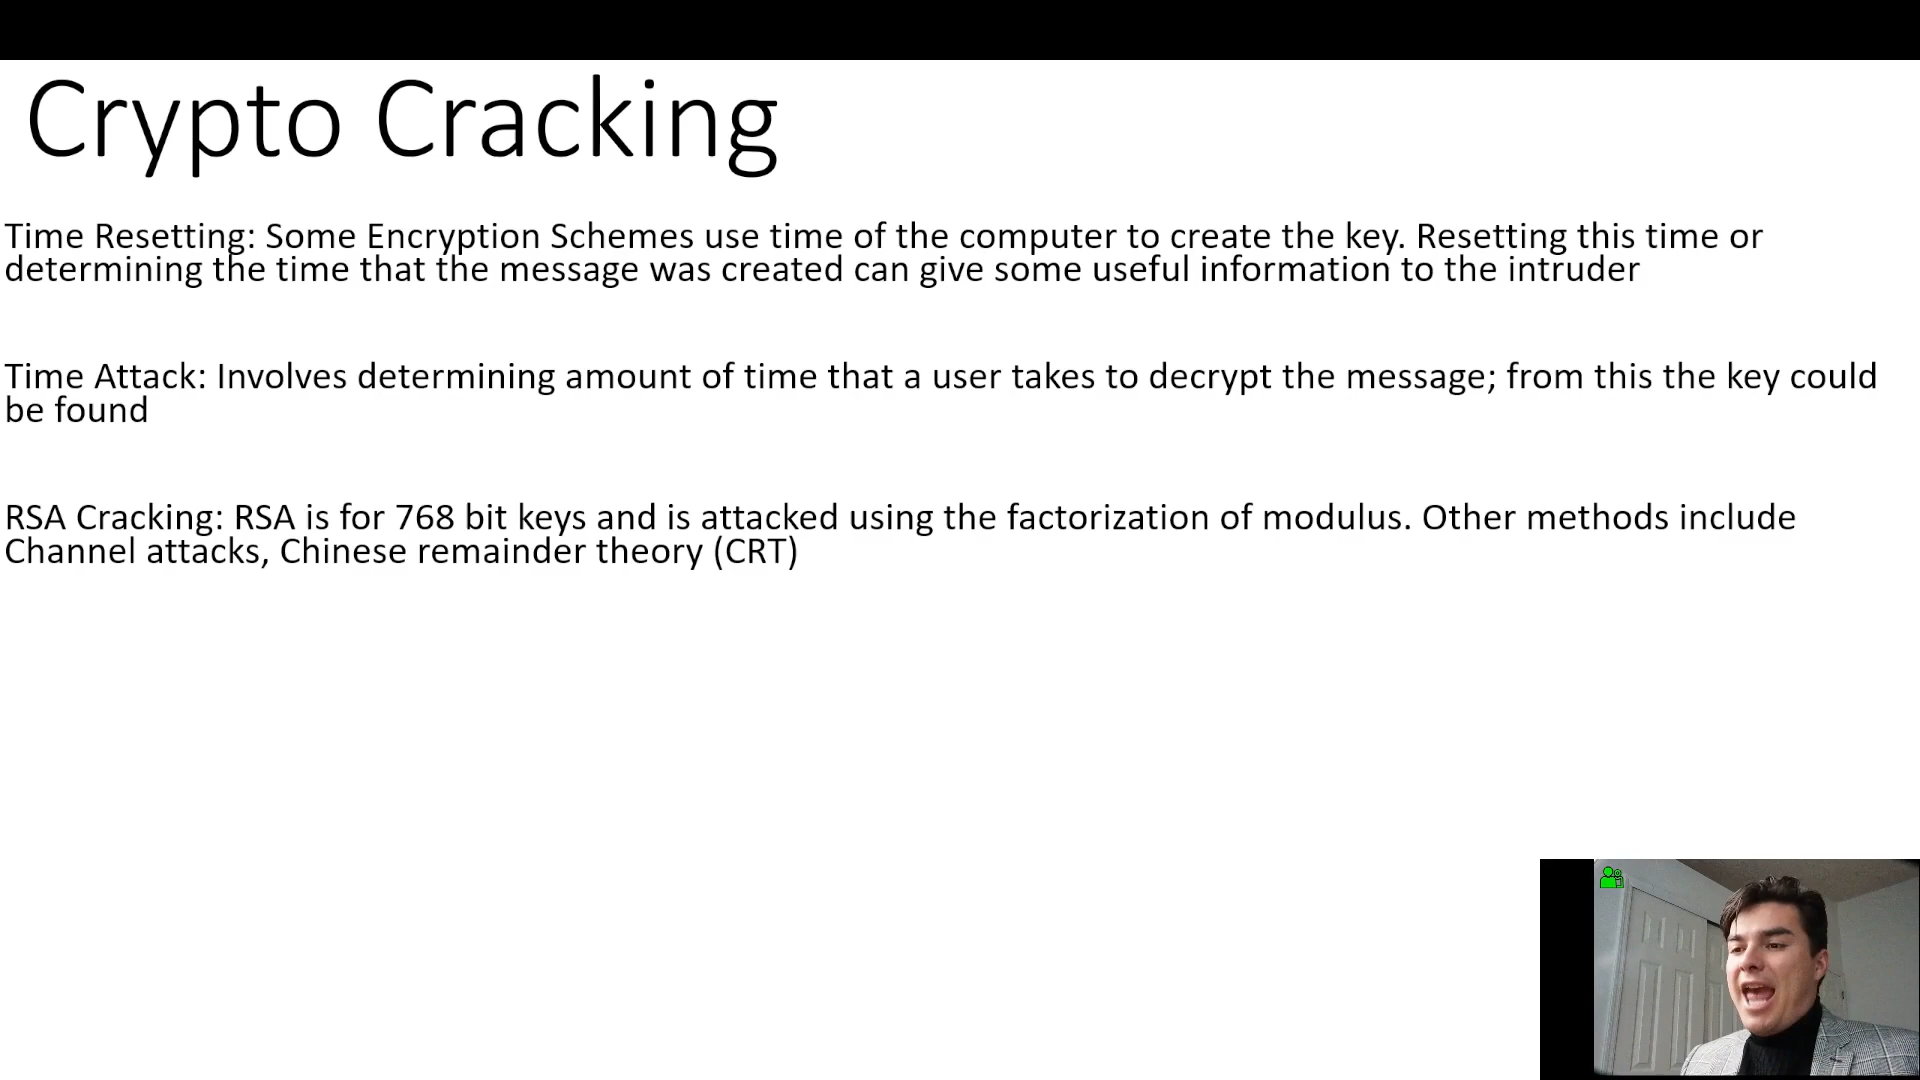 Crypto Cracking
Time Resetting: Some Encryption Schemes use time of the computer to create the key. Resetting this time or
determining the time that the message was created can give some useful information to the intruder
Time Attack: Involves determining amount of time that a user takes to decrypt the message; from this the key could
be found
RSA Cracking: RSA is for 768 bit keys and is attacked using the factorization of modulus. Other methods include
Channel attacks, Chinese remainder theory (CRT)